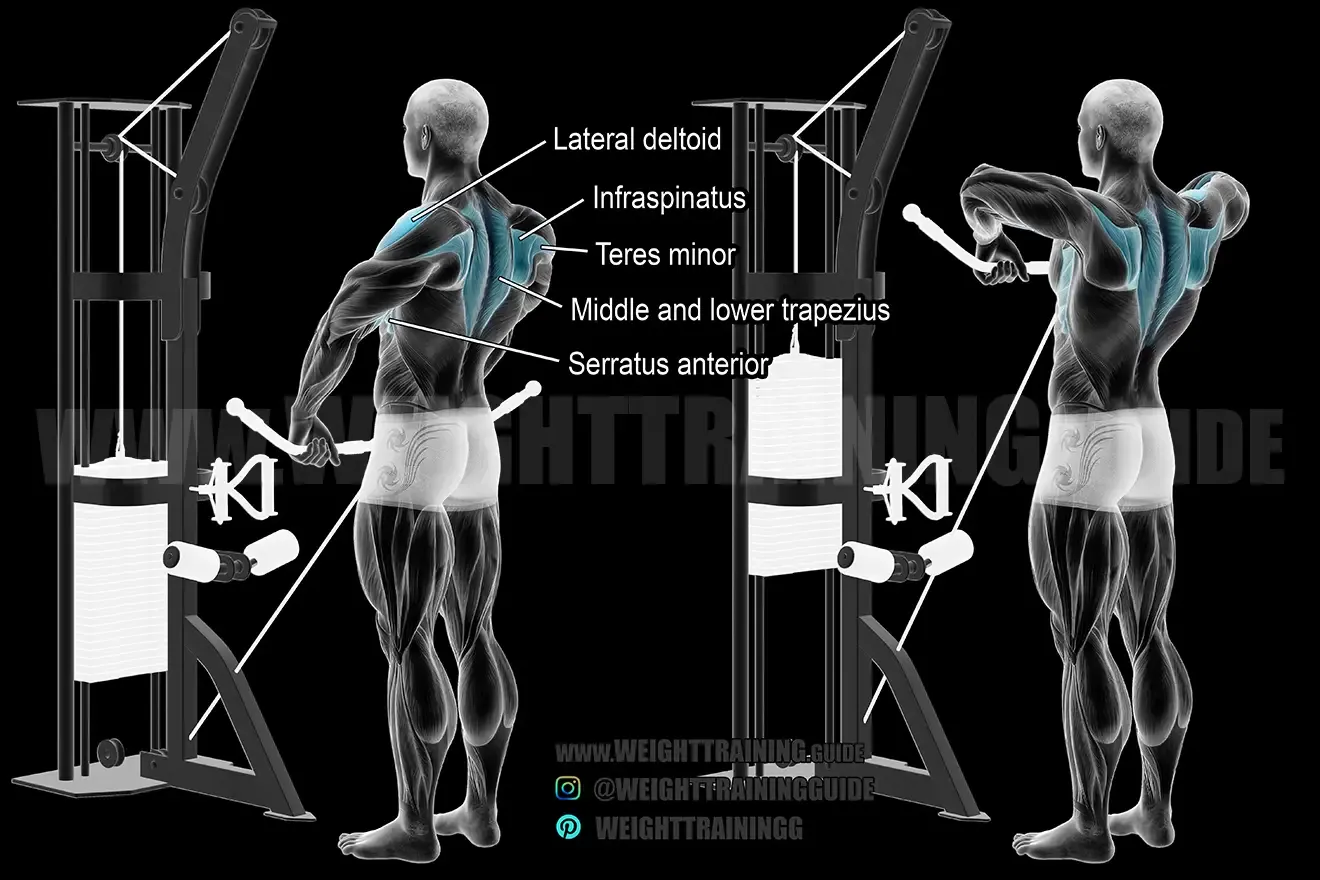 Lateral deltoid
Infraspinatus
Teres minor
Middle and lower trapezius
Serratus anterior
www.WEIGHTTRAINING.GUIDE
www.WEIGHTTRAINING.GUIDE
@WEIGHTTRAININGGUIDE
WEIGHTTRAININGG